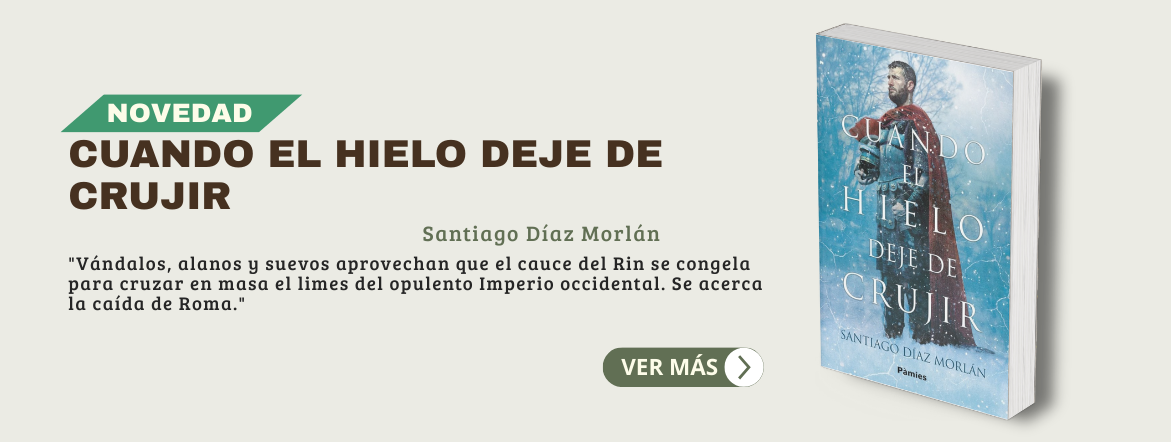 NOVEDAD
CUANDO EL HIELO DEJE DE
CRUJIR
Santiago Díaz Morlán
"Vándalos, alanos y suevos aprovechan que el cauce del Rin se congela
para cruzar en masa el limes del opulento Imperio occidental. Se acerca
la caída de Roma."
VER MÁS
CUANDO
EL
HIELO
DEJE DE
CRUJIR
SANTIAGO DÍAZ MORLÁN
Pàmies